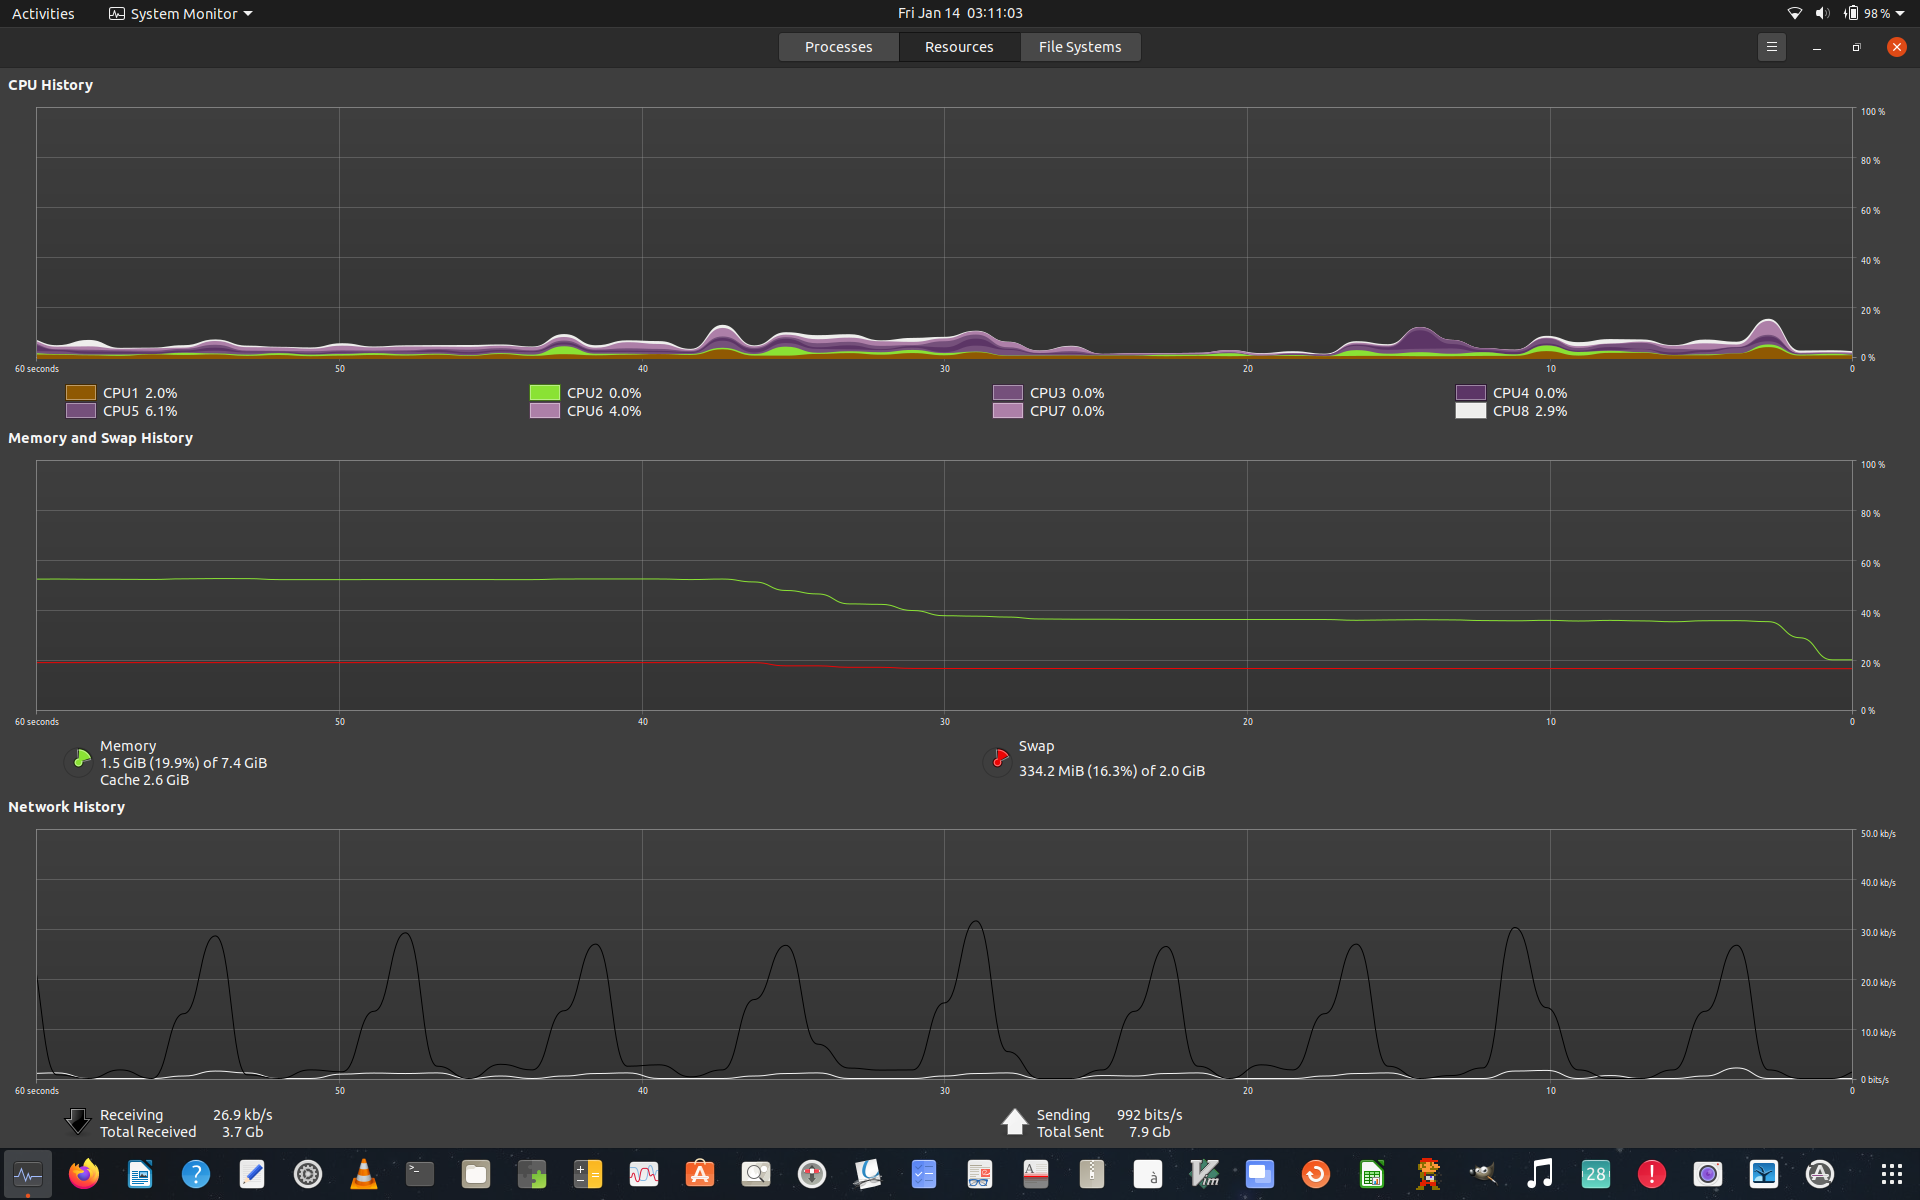 Activities System Monitor Fri Jan 14 03:11:03 98 %
Processes Resources File Systems
CPU History
100 %
80 %
60 %
40 %
20 %
0 %
60 seconds 50 40 30 20 10 0
CPU1 2.0% CPU2 0.0% CPU3 0.0% CPU4 0.0%
CPU5 6.1% CPU6 4.0% CPU7 0.0% CPU8 2.9%
Memory and Swap History
100 %
80 %
60 %
40 %
20 %
0 %
60 seconds 50 40 30 20 10 0
Memory
1.5 GiB (19.9%) of 7.4 GiB
Cache 2.6 GiB
Swap
334.2 MiB (16.3%) of 2.0 GiB
Network History
50.0 kb/s
40.0 kb/s
30.0 kb/s
20.0 kb/s
10.0 kb/s
0 bits/s
60 seconds 50 40 30 20 10 0
Receiving 26.9 kb/s
Total Received 3.7 Gb
Sending 992 bits/s
Total Sent 7.9 Gb
28